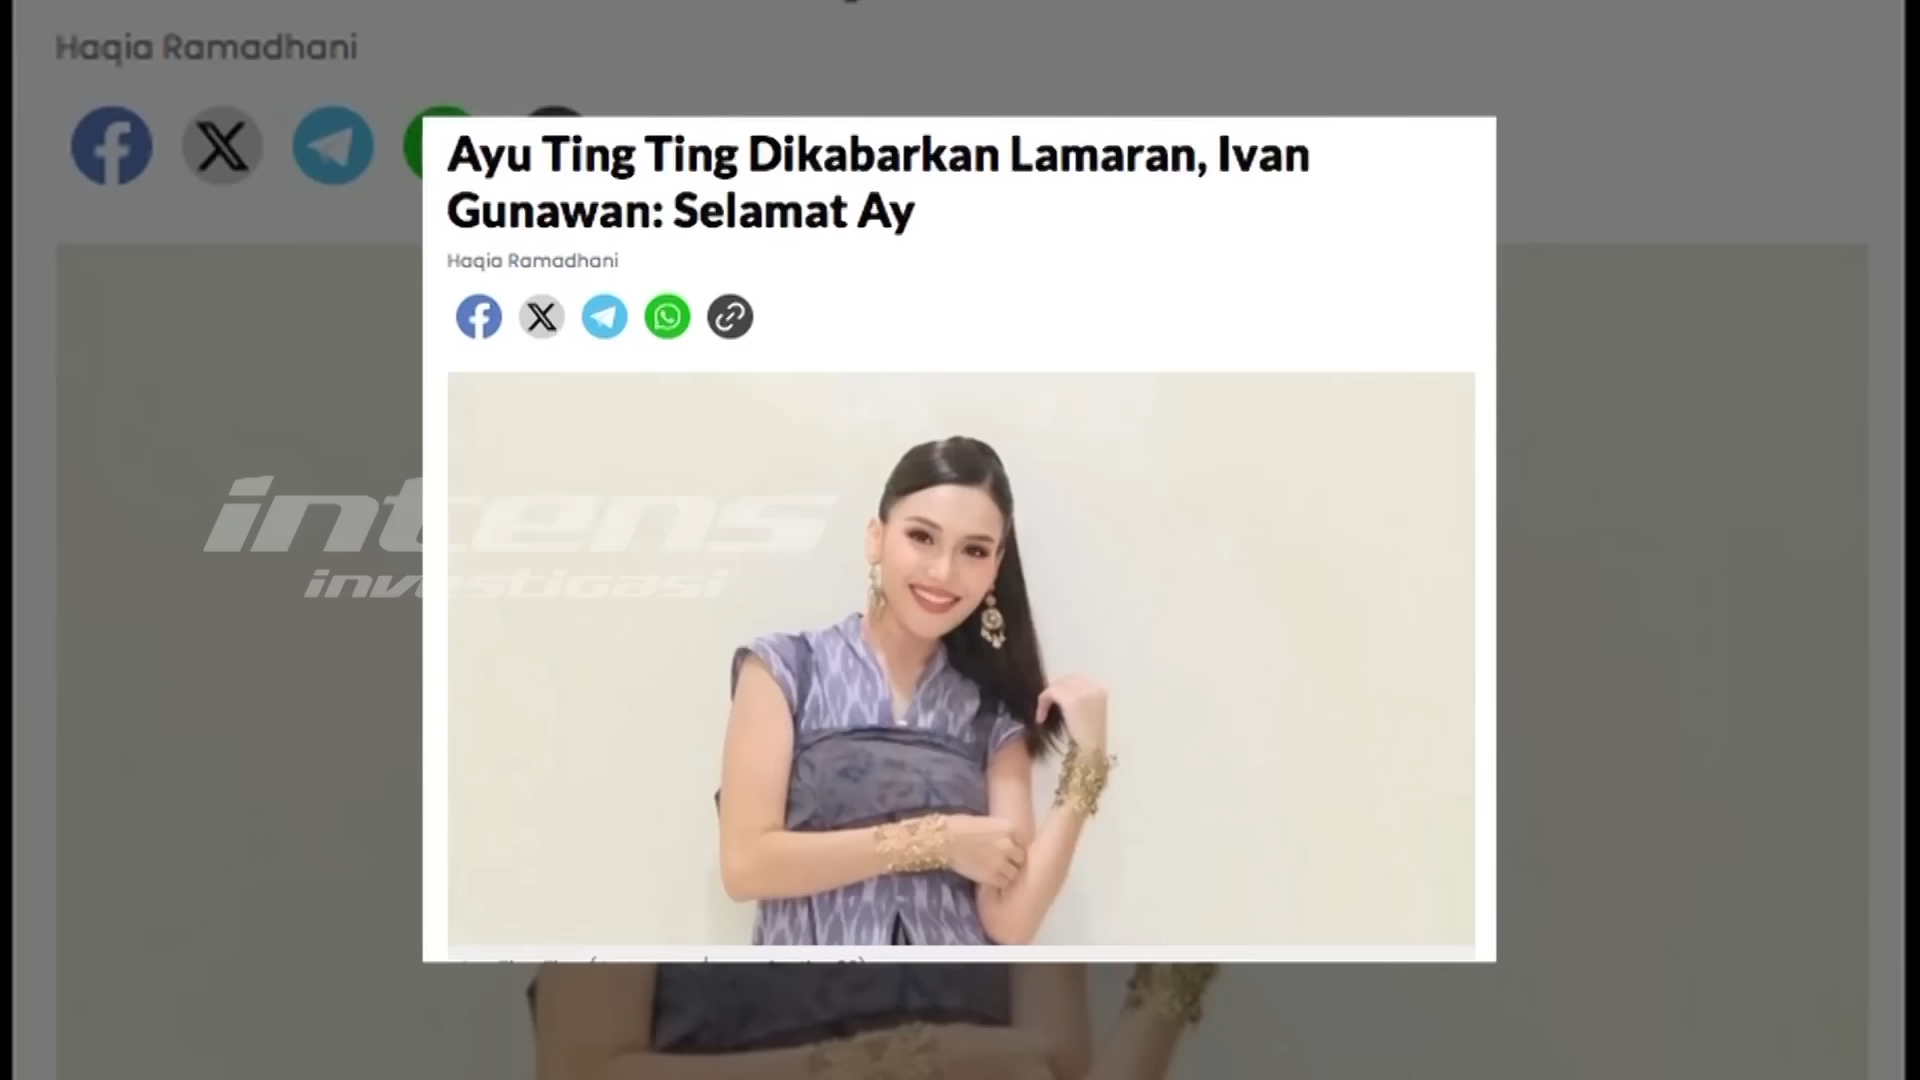 Haqia Ramadhani
Ayu Ting Ting Dikabarkan Lamaran, Ivan
Gunawan: Selamat Ay
Haqia Ramadhani
intens
investigasi